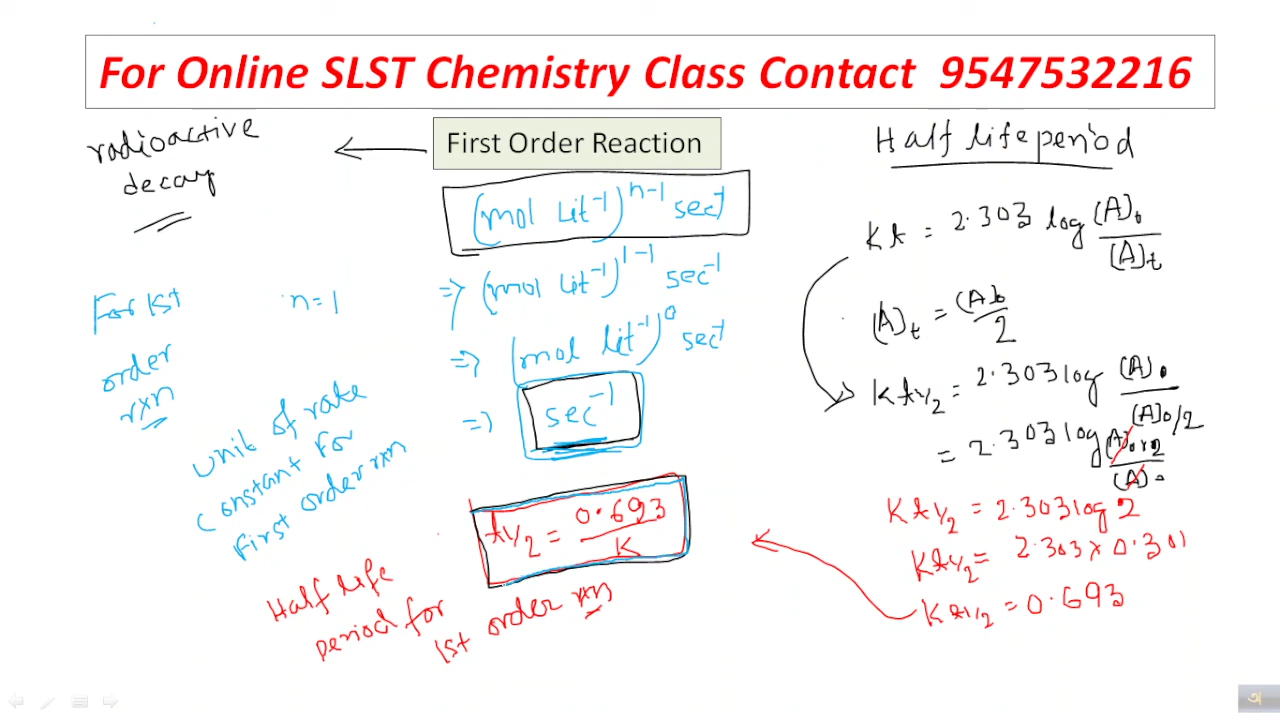 For Online SLST Chemistry Class Contact 9547532216
radioactive
decay
First Order Reaction
(mol Lit⁻¹)ⁿ⁻¹ sec⁻¹
For 1st
order
rxn
n=1
=> (mol Lit⁻¹)¹⁻¹ sec⁻¹
=> (mol Lit⁻¹)⁰ sec⁻¹
=> sec⁻¹
Unit of rate
constant for
first order rxn
t1/2 = 0.693/K
Half life
period for
1st order rxn
Half life period
Kt = 2.303 log [A]₀/[A]t
[A]t = [A]₀/2
Kt1/2 = 2.303 log [A]₀/[A]₀/2
= 2.303 log [A]₀×2/[A]₀
Kt1/2 = 2.303 log 2
Kt1/2 = 2.303 × 0.301
Kt1/2 = 0.693
অ